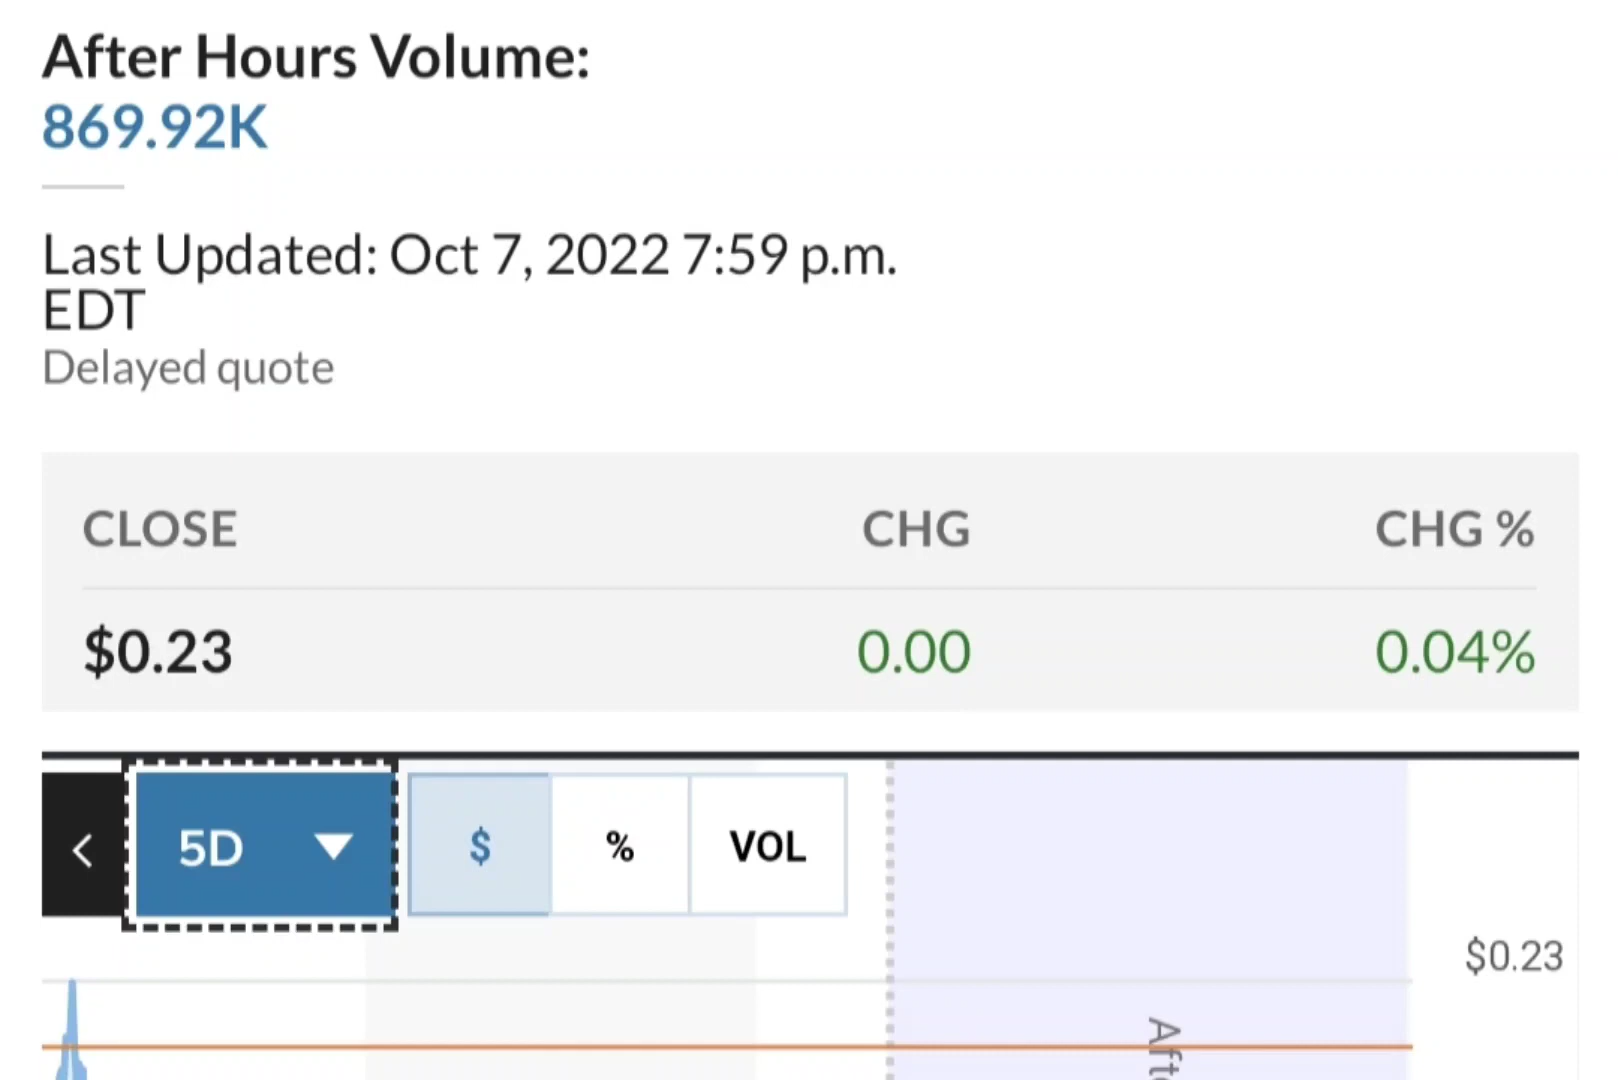 After Hours Volume:
869.92K
Last Updated: Oct 7, 2022 7:59 p.m.
EDT
Delayed quote
CLOSE CHG CHG %
$0.23 0.00 0.04%
5D $ % VOL
$0.23